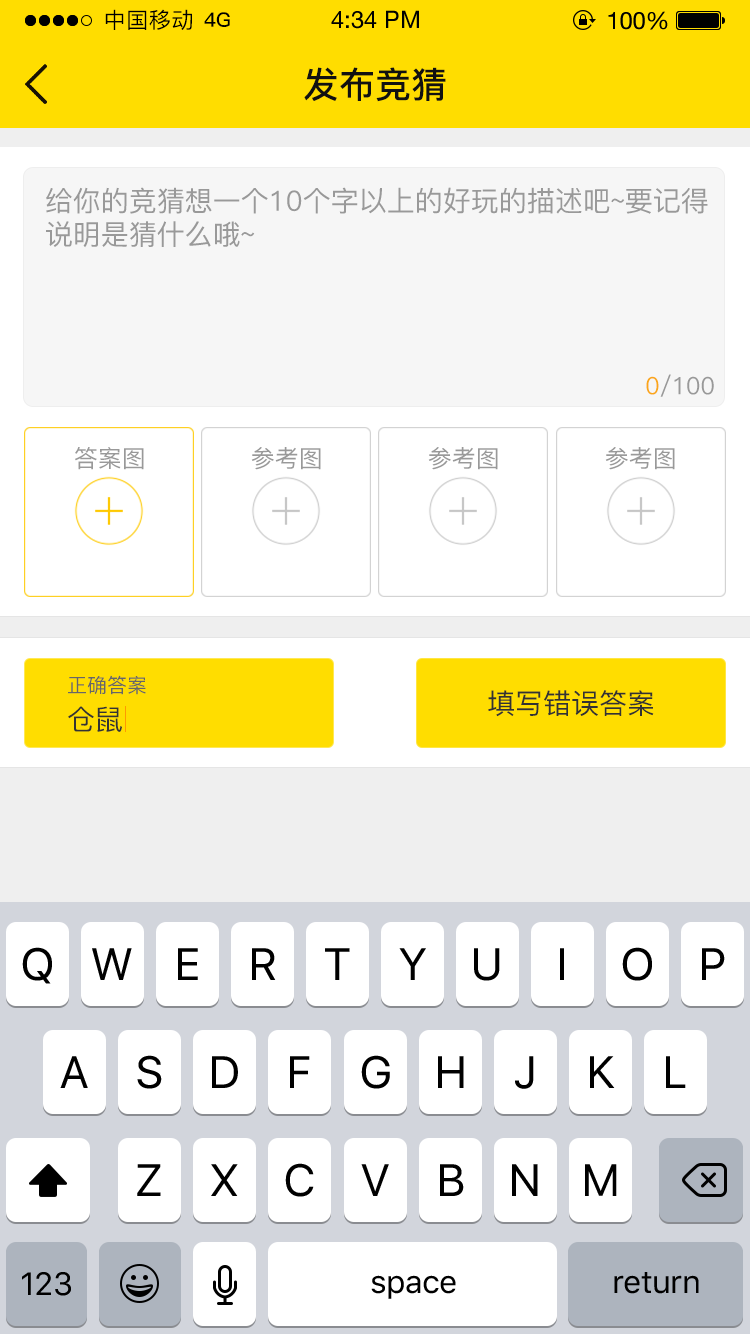 中国移动 4G 4:34 PM 100%
发布竞猜
给你的竞猜想一个10个字以上的好玩的描述吧~要记得
说明是猜什么哦~
0/100
答案图 参考图 参考图 参考图
正确答案
仓鼠
填写错误答案
Q W E R T Y U I O P
A S D F G H J K L
Z X C V B N M
123 space return